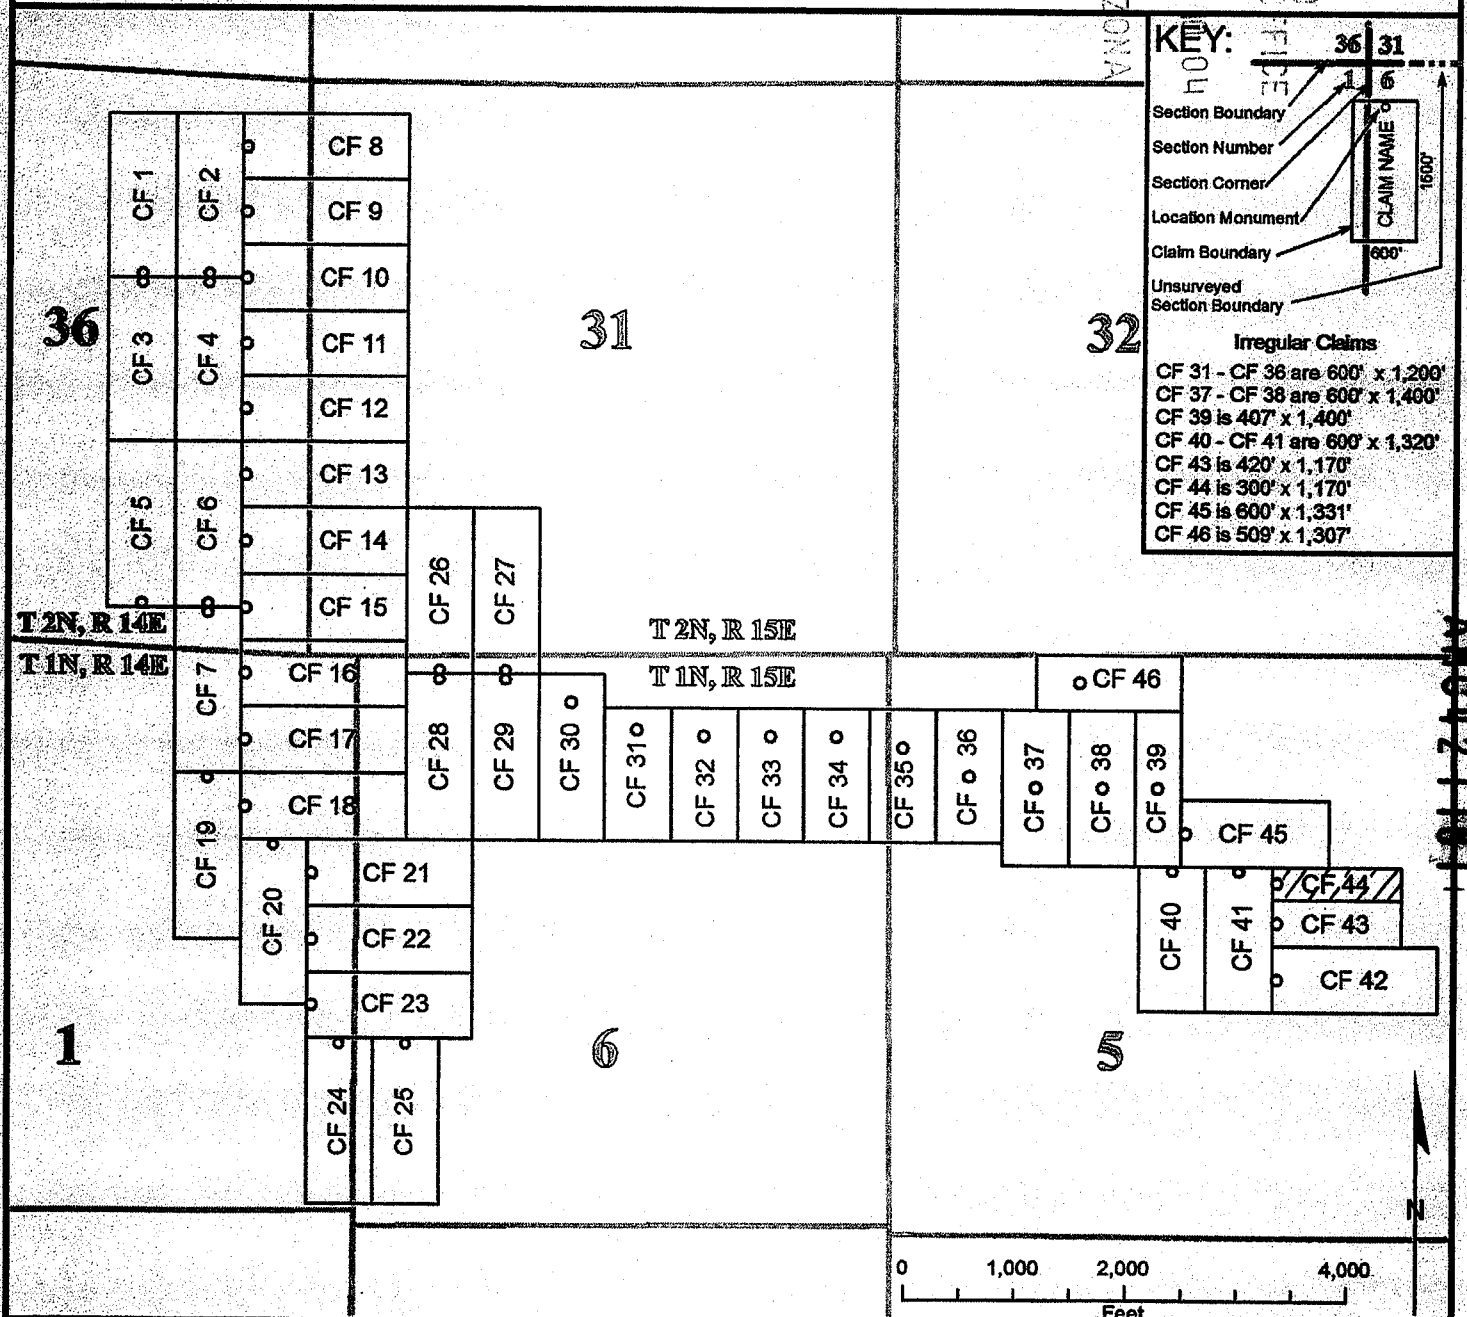 KEY:
36 31
1 6
Section Boundary
Section Number
Section Corner
Location Monument
Claim Boundary
Unsurveyed
Section Boundary
CLAIM NAME
1500'
600'
Irregular Claims
CF 31 - CF 36 are 600' x 1,200'
CF 37 - CF 38 are 600' x 1,400'
CF 39 is 407' x 1,400'
CF 40 - CF 41 are 600' x 1,320'
CF 43 is 420' x 1,170'
CF 44 is 300' x 1,170'
CF 45 is 600' x 1,331'
CF 46 is 509' x 1,307'
CF 1
CF 2
CF 8
CF 9
CF 10
36
CF 3
CF 4
CF 11
31
32
CF 12
CF 13
CF 5
CF 6
CF 14
CF 26
CF 27
CF 15
T 2N, R 14E
T 2N, R 15E
T 1N, R 14E
T 1N, R 15E
CF 7
CF 16
CF 17
CF 18
CF 28
CF 29
CF 30
CF 31
CF 32
CF 33
CF 34
CF 35
CF 36
CF 37
CF 38
CF 39
CF 46
CF 45
CF 19
CF 20
CF 21
CF 22
CF 23
CF 40
CF 41
CF 44
CF 43
CF 42
1
6
5
CF 24
CF 25
N
0 1,000 2,000 4,000
Feet